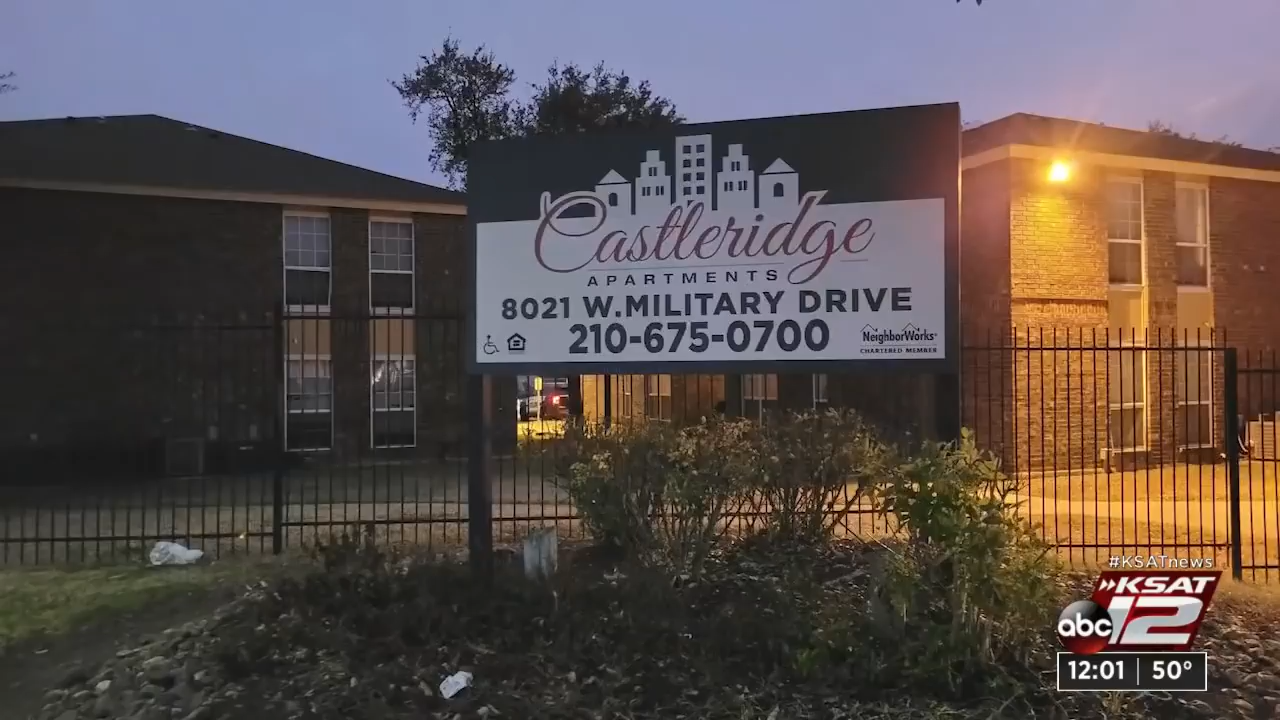 Castleridge
APARTMENTS
8021 W.MILITARY DRIVE
210-675-0700
NeighborWorks®
CHARTERED MEMBER
#KSATnews
KSAT
abc 12
12:01 50°